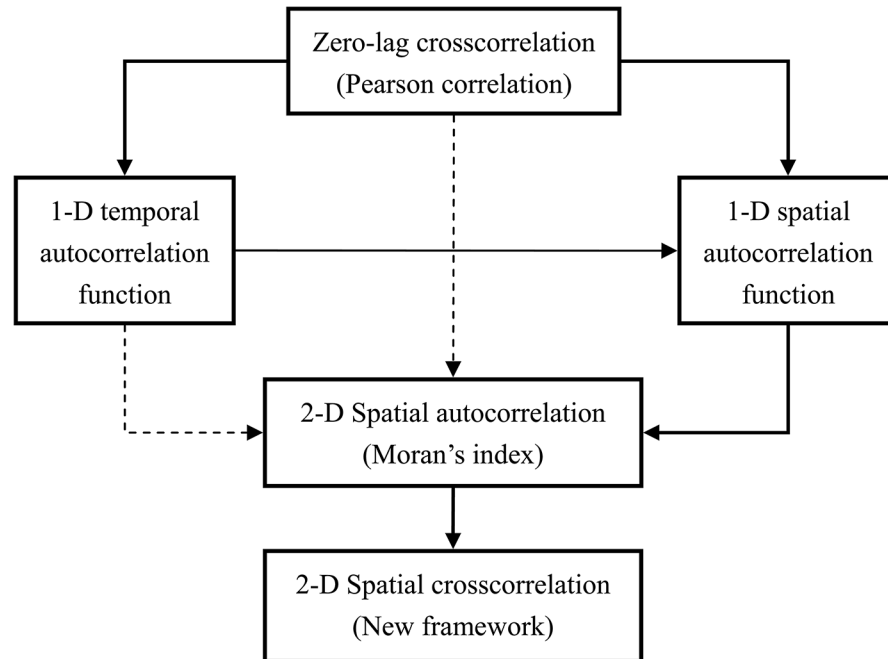 Zero-lag crosscorrelation
(Pearson correlation)
1-D temporal
autocorrelation
function
1-D spatial
autocorrelation
function
2-D Spatial autocorrelation
(Moran’s index)
2-D Spatial crosscorrelation
(New framework)